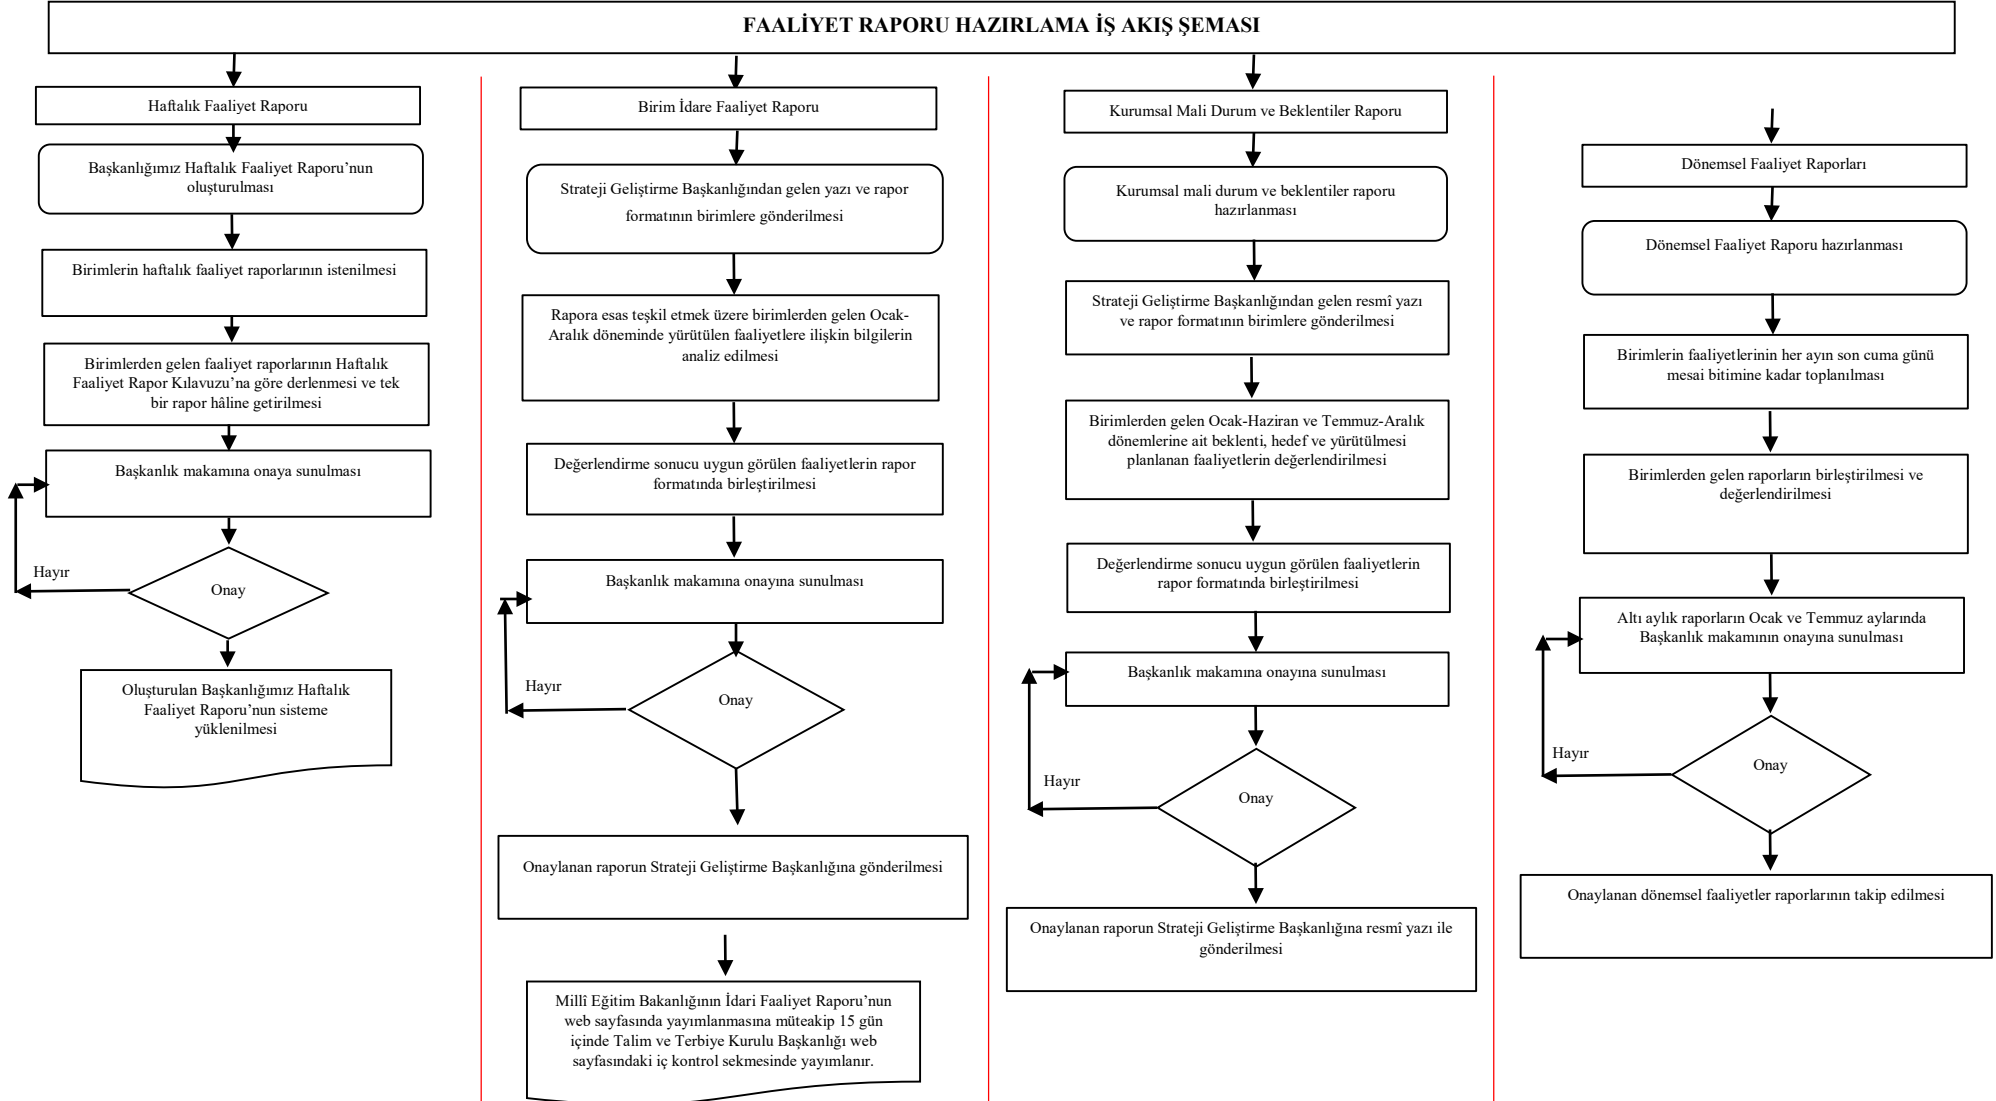 FAALİYET RAPORU HAZIRLAMA İŞ AKIŞ ŞEMASI
Haftalık Faaliyet Raporu
Başkanlığımız Haftalık Faaliyet Raporu’nun
oluşturulması
Birimlerin haftalık faaliyet raporlarının istenilmesi
Birimlerden gelen faaliyet raporlarının Haftalık
Faaliyet Rapor Kılavuzu’na göre derlenmesi ve tek
bir rapor hâline getirilmesi
Başkanlık makamına onaya sunulması
Hayır
Onay
Oluşturulan Başkanlığımız Haftalık
Faaliyet Raporu’nun sisteme
yüklenilmesi
Birim İdare Faaliyet Raporu
Strateji Geliştirme Başkanlığından gelen yazı ve rapor
formatının birimlere gönderilmesi
Rapora esas teşkil etmek üzere birimlerden gelen Ocak-
Aralık döneminde yürütülen faaliyetlere ilişkin bilgilerin
analiz edilmesi
Değerlendirme sonucu uygun görülen faaliyetlerin rapor
formatında birleştirilmesi
Başkanlık makamına onayına sunulması
Hayır
Onay
Onaylanan raporun Strateji Geliştirme Başkanlığına gönderilmesi
Millî Eğitim Bakanlığının İdari Faaliyet Raporu’nun
web sayfasında yayımlanmasına müteakip 15 gün
içinde Talim ve Terbiye Kurulu Başkanlığı web
sayfasındaki iç kontrol sekmesinde yayımlanır.
Kurumsal Mali Durum ve Beklentiler Raporu
Kurumsal mali durum ve beklentiler raporu
hazırlanması
Strateji Geliştirme Başkanlığından gelen resmî yazı
ve rapor formatının birimlere gönderilmesi
Birimlerden gelen Ocak-Haziran ve Temmuz-Aralık
dönemlerine ait beklenti, hedef ve yürütülmesi
planlanan faaliyetlerin değerlendirilmesi
Değerlendirme sonucu uygun görülen faaliyetlerin
rapor formatında birleştirilmesi
Başkanlık makamına onayına sunulması
Hayır
Onay
Onaylanan raporun Strateji Geliştirme Başkanlığına resmî yazı ile
gönderilmesi
Dönemsel Faaliyet Raporları
Dönemsel Faaliyet Raporu hazırlanması
Birimlerin faaliyetlerinin her ayın son cuma günü
mesai bitimine kadar toplanılması
Birimlerden gelen raporların birleştirilmesi ve
değerlendirilmesi
Altı aylık raporların Ocak ve Temmuz aylarında
Başkanlık makamının onayına sunulması
Hayır
Onay
Onaylanan dönemsel faaliyetler raporlarının takip edilmesi